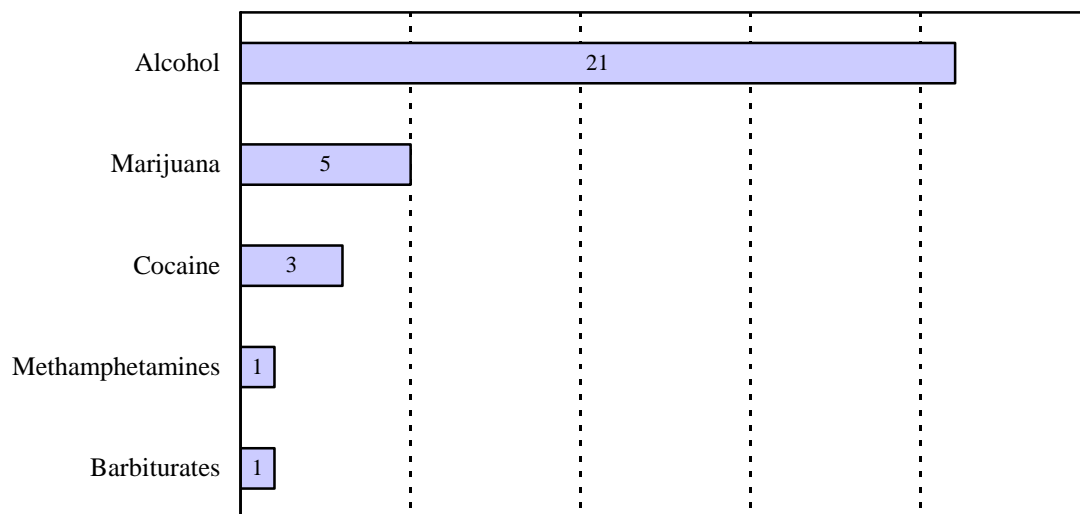 Alcohol 21
Marijuana 5
Cocaine 3
Methamphetamines 1
Barbiturates 1